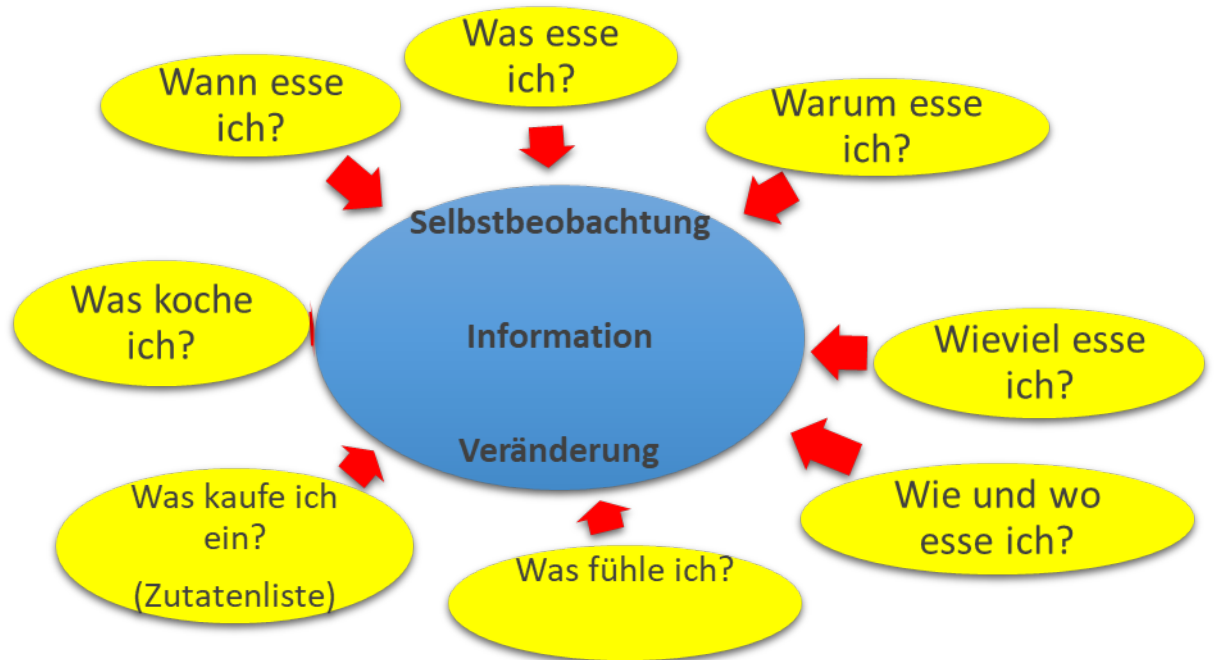 Was esse
ich?
Wann esse
ich?
Warum esse
ich?
Selbstbeobachtung
Was koche
ich?
Information
Wieviel esse
ich?
Veränderung
Was kaufe ich
ein?
(Zutatenliste)
Wie und wo
esse ich?
Was fühle ich?